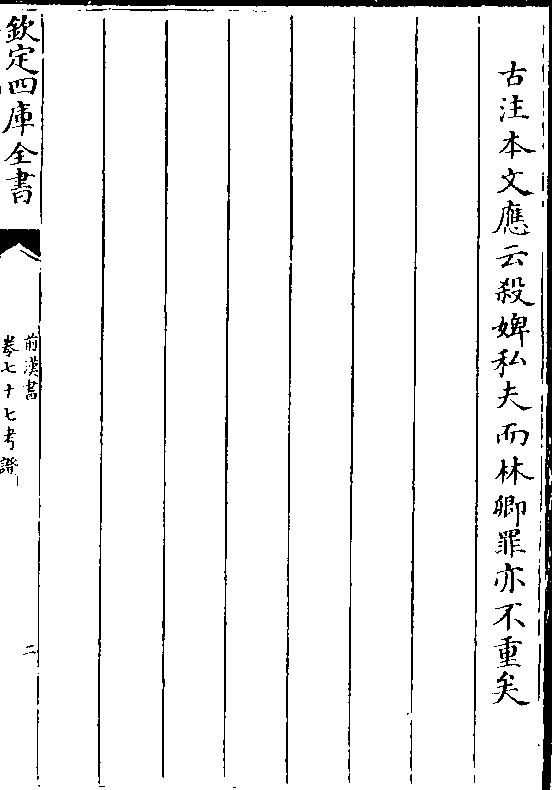 古注本文應云殺婢私夫而林卿罪亦不重矣
欽定四庫全書
前漢書
卷七十七考證
二